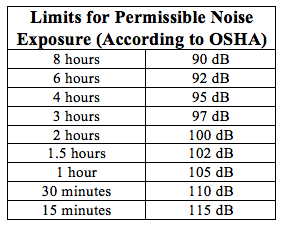 Limits for Permissible Noise
Exposure (According to OSHA)
8 hours 90 dB
6 hours 92 dB
4 hours 95 dB
3 hours 97 dB
2 hours 100 dB
1.5 hours 102 dB
1 hour 105 dB
30 minutes 110 dB
15 minutes 115 dB